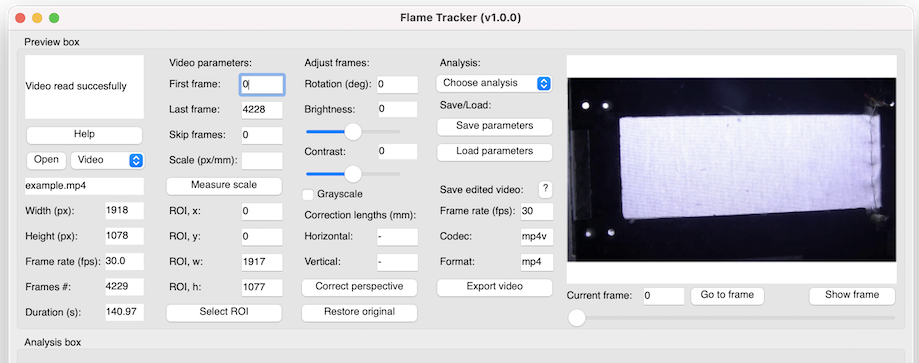 Flame Tracker (v1.0.0)
Preview box
Video read succesfully
Help
Open Video
example.mp4
Width (px): 1918
Height (px): 1078
Frame rate (fps): 30.0
Frames #: 4229
Duration (s): 140.97
Video parameters:
First frame: 0
Last frame: 4228
Skip frames: 0
Scale (px/mm):
Measure scale
ROI, x: 0
ROI, y: 0
ROI, w: 1917
ROI, h: 1077
Select ROI
Adjust frames:
Rotation (deg): 0
Brightness: 0
Contrast: 0
Grayscale
Correction lengths (mm):
Horizontal: -
Vertical: -
Correct perspective
Restore original
Analysis:
Choose analysis
Save/Load:
Save parameters
Load parameters
Save edited video: ?
Frame rate (fps): 30
Codec: mp4v
Format: mp4
Export video
Current frame: 0 Go to frame Show frame
Analysis box